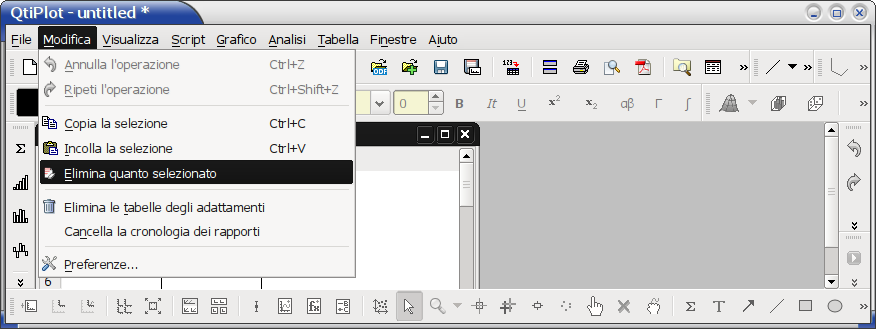 QtiPlot - untitled *
File Modifica Visualizza Script Grafico Analisi Tabella Finestre Aiuto
Annulla l'operazione Ctrl+Z
Ripeti l'operazione Ctrl+Shift+Z
0 B It U x² x₂ αβ Γ ∫
Copia la selezione Ctrl+C
Incolla la selezione Ctrl+V
Elimina quanto selezionato
Elimina le tabelle degli adattamenti
Cancella la cronologia dei rapporti
Preferenze...
6
Σ T